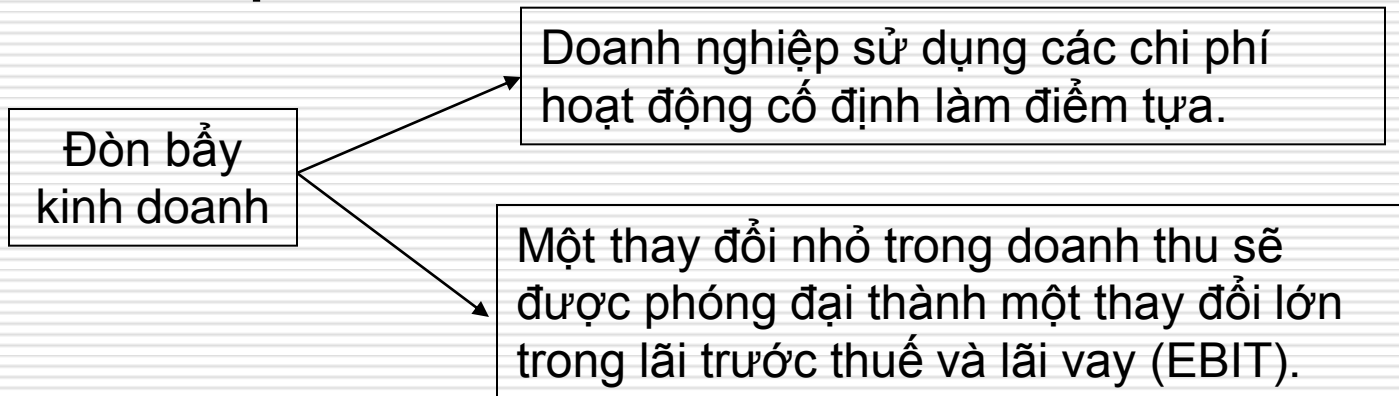 Doanh nghiệp sử dụng các chi phí
hoạt động cố định làm điểm tựa.
Đòn bẩy
kinh doanh
Một thay đổi nhỏ trong doanh thu sẽ
được phóng đại thành một thay đổi lớn
trong lãi trước thuế và lãi vay (EBIT).